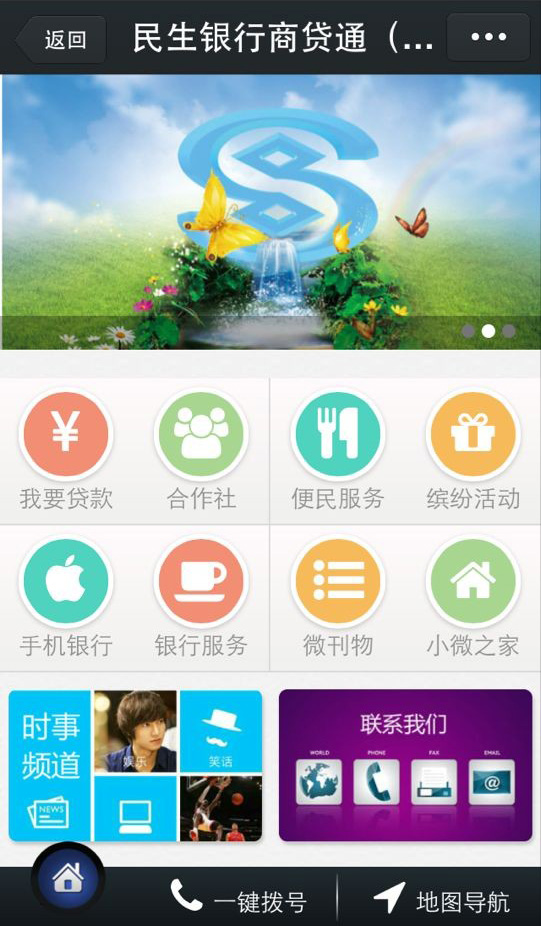 返回
民生银行商贷通（...
我要贷款 合作社 便民服务 缤纷活动
手机银行 银行服务 微刊物 小微之家
时事
频道
NEWS
娱乐
笑话
联系我们
WORLD PHONE FAX EMAIL
@
一键拨号 地图导航